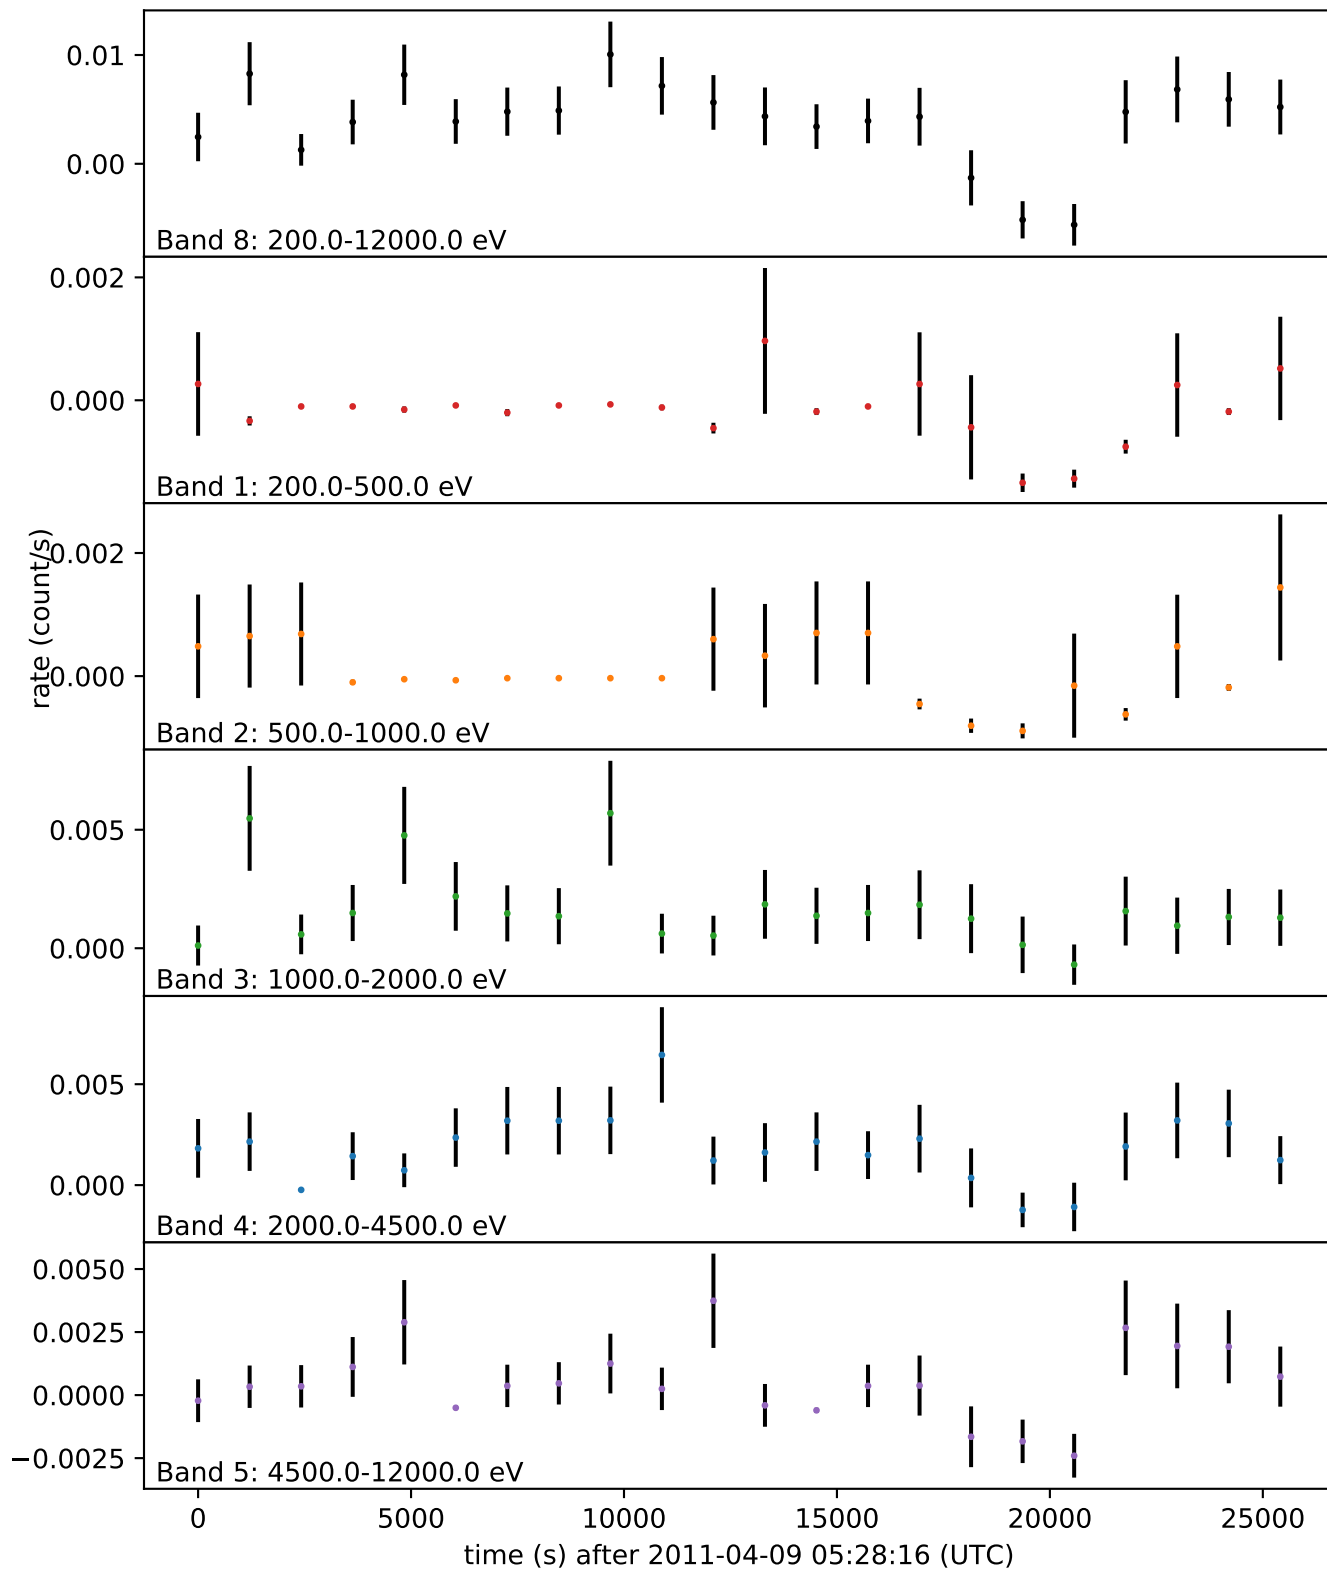 0.01
0.00
Band 8: 200.0-12000.0 eV
0.002
0.000
Band 1: 200.0-500.0 eV
rate (count/s)
0.002
0.000
Band 2: 500.0-1000.0 eV
0.005
0.000
Band 3: 1000.0-2000.0 eV
0.005
0.000
Band 4: 2000.0-4500.0 eV
0.0050
0.0025
0.0000
−0.0025
Band 5: 4500.0-12000.0 eV
0 5000 10000 15000 20000 25000
time (s) after 2011-04-09 05:28:16 (UTC)